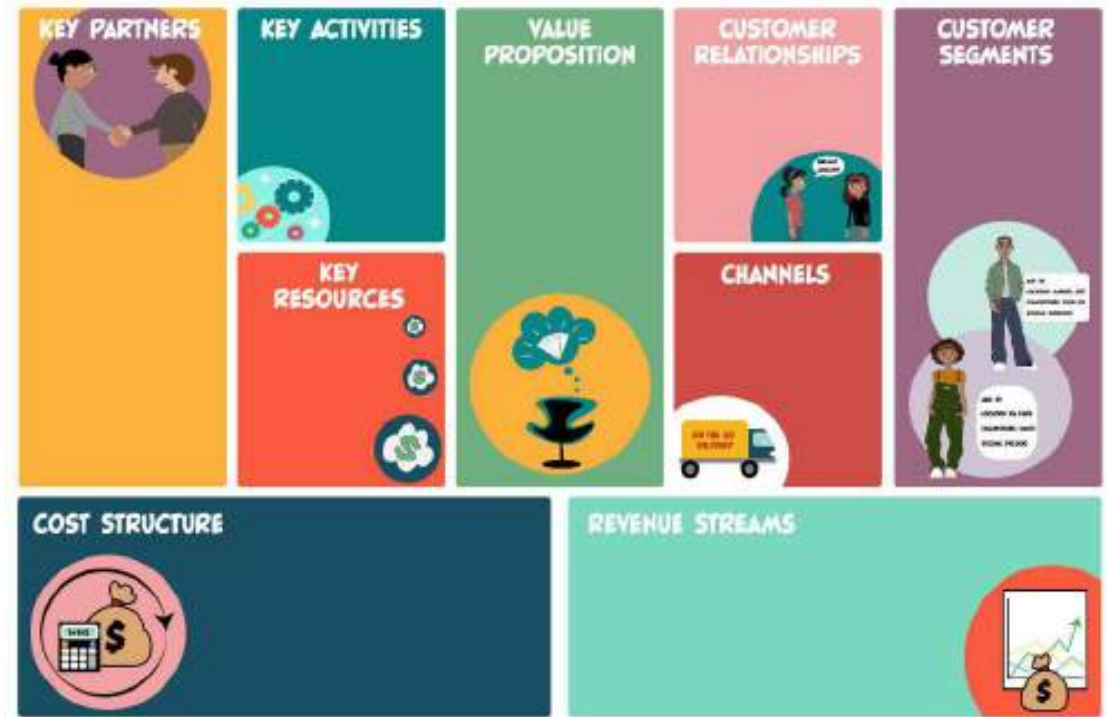 KEY PARTNERS
KEY ACTIVITIES
VALUE
PROPOSITION
CUSTOMER
RELATIONSHIPS
CUSTOMER
SEGMENTS
KEY
RESOURCES
CHANNELS
COST STRUCTURE
REVENUE STREAMS
$
$
$